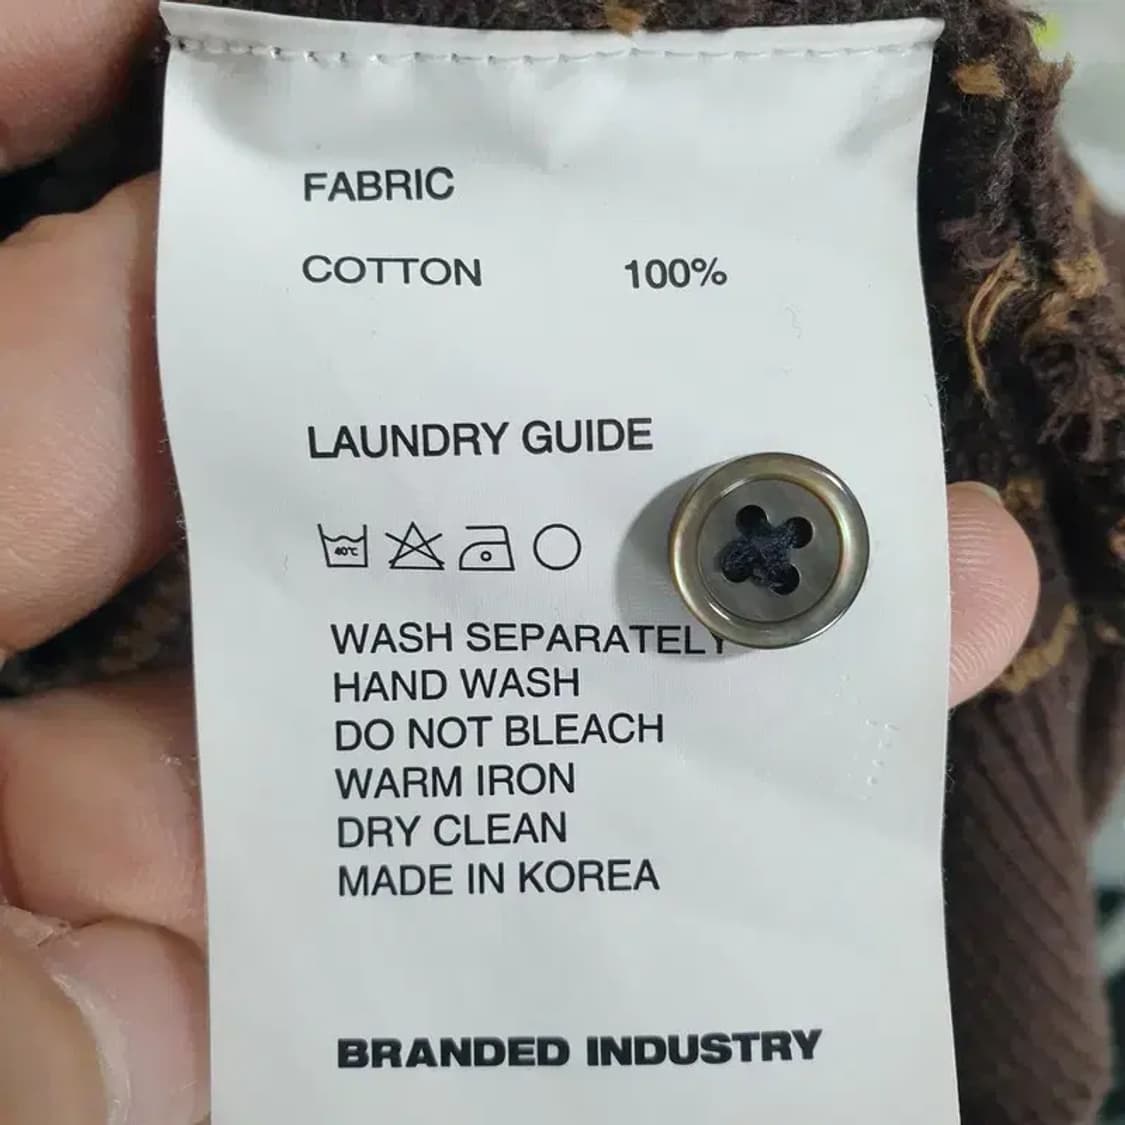 FABRIC
COTTON 100%
LAUNDRY GUIDE
40°C
WASH SEPARATELY
HAND WASH
DO NOT BLEACH
WARM IRON
DRY CLEAN
MADE IN KOREA
BRANDED INDUSTRY